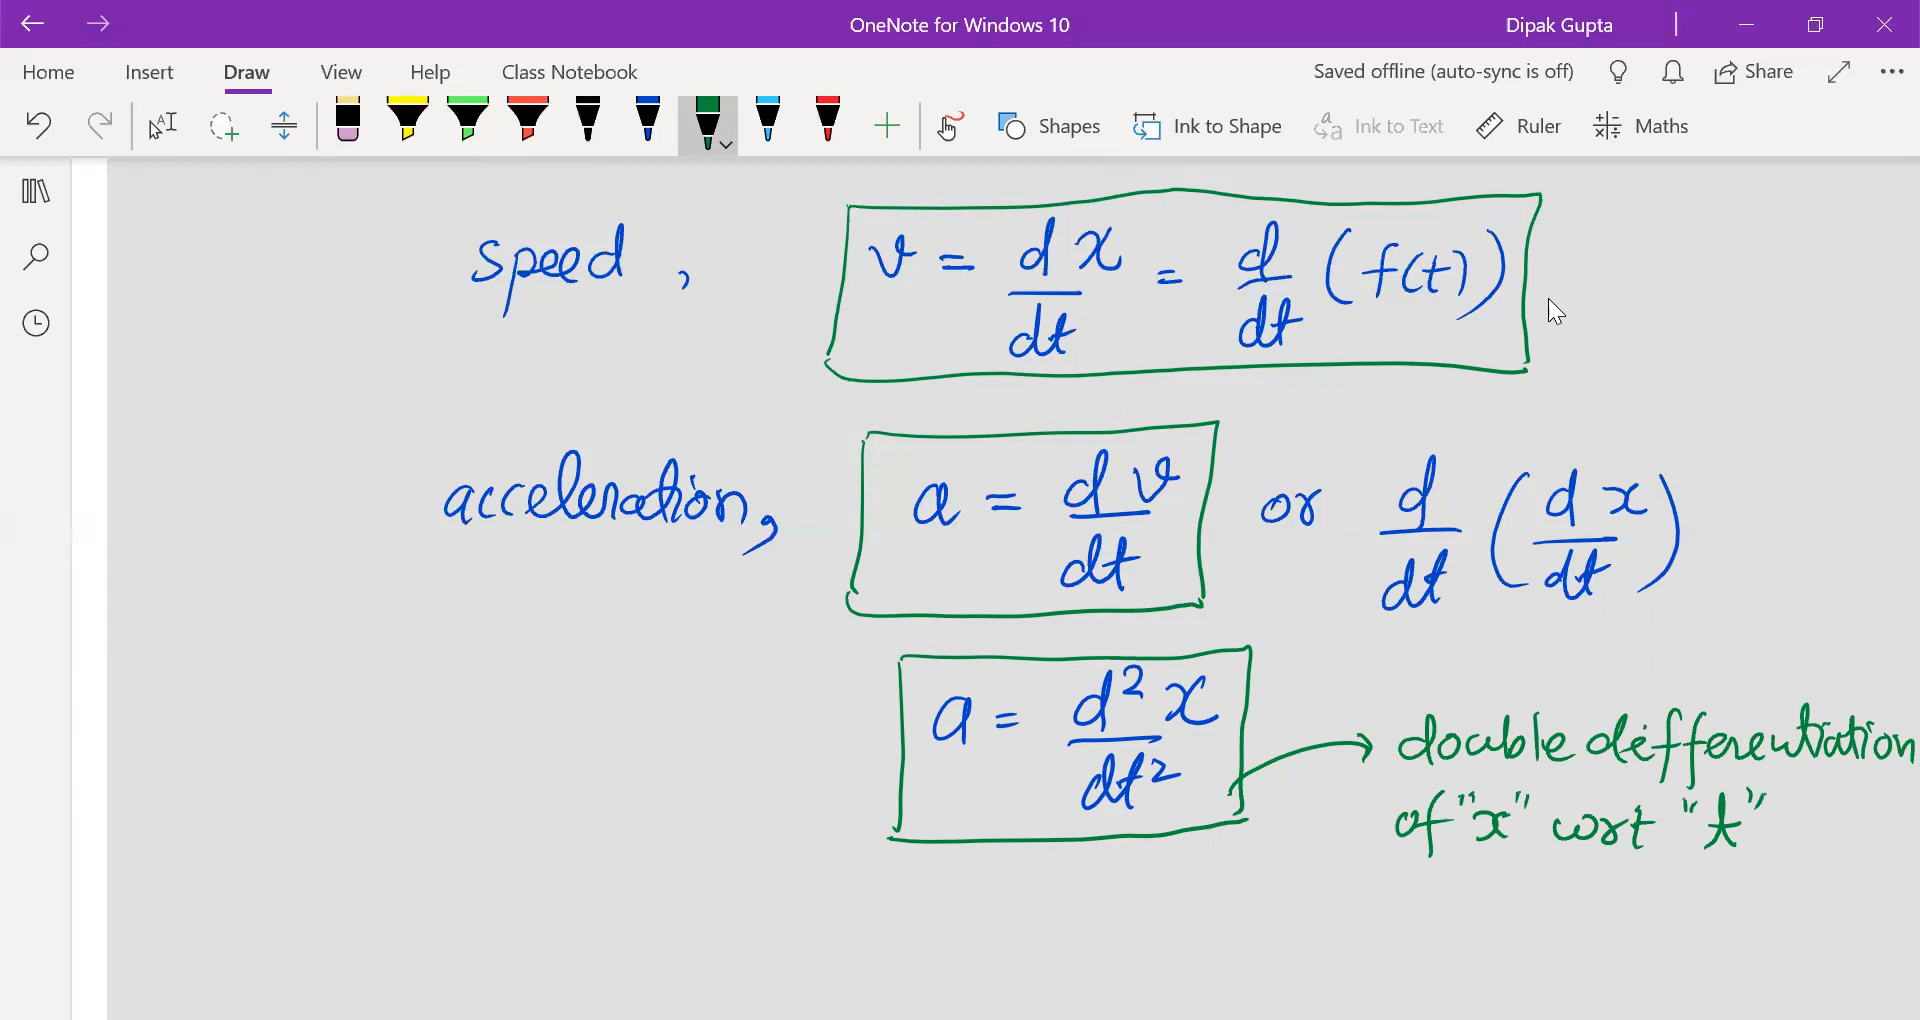 OneNote for Windows 10
Dipak Gupta
Home Insert Draw View Help Class Notebook
Saved offline (auto-sync is off) Share
Shapes Ink to Shape Ink to Text Ruler Maths
speed , v = dx/dt = d/dt (f(t))
acceleration, a = dv/dt or d/dt (dx/dt)
a = d²x/dt²
double differentiation
of "x" wrt "t"